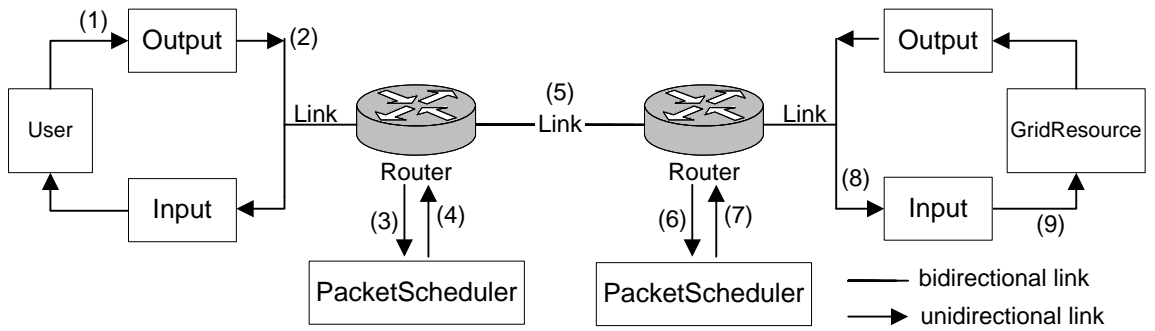 (1)
Output
(2)
Output
User
Link
(5)
Link
Link
GridResource
Router
Router
Input
(3)
(4)
(6)
(7)
(8)
Input
(9)
PacketScheduler
PacketScheduler
bidirectional link
unidirectional link